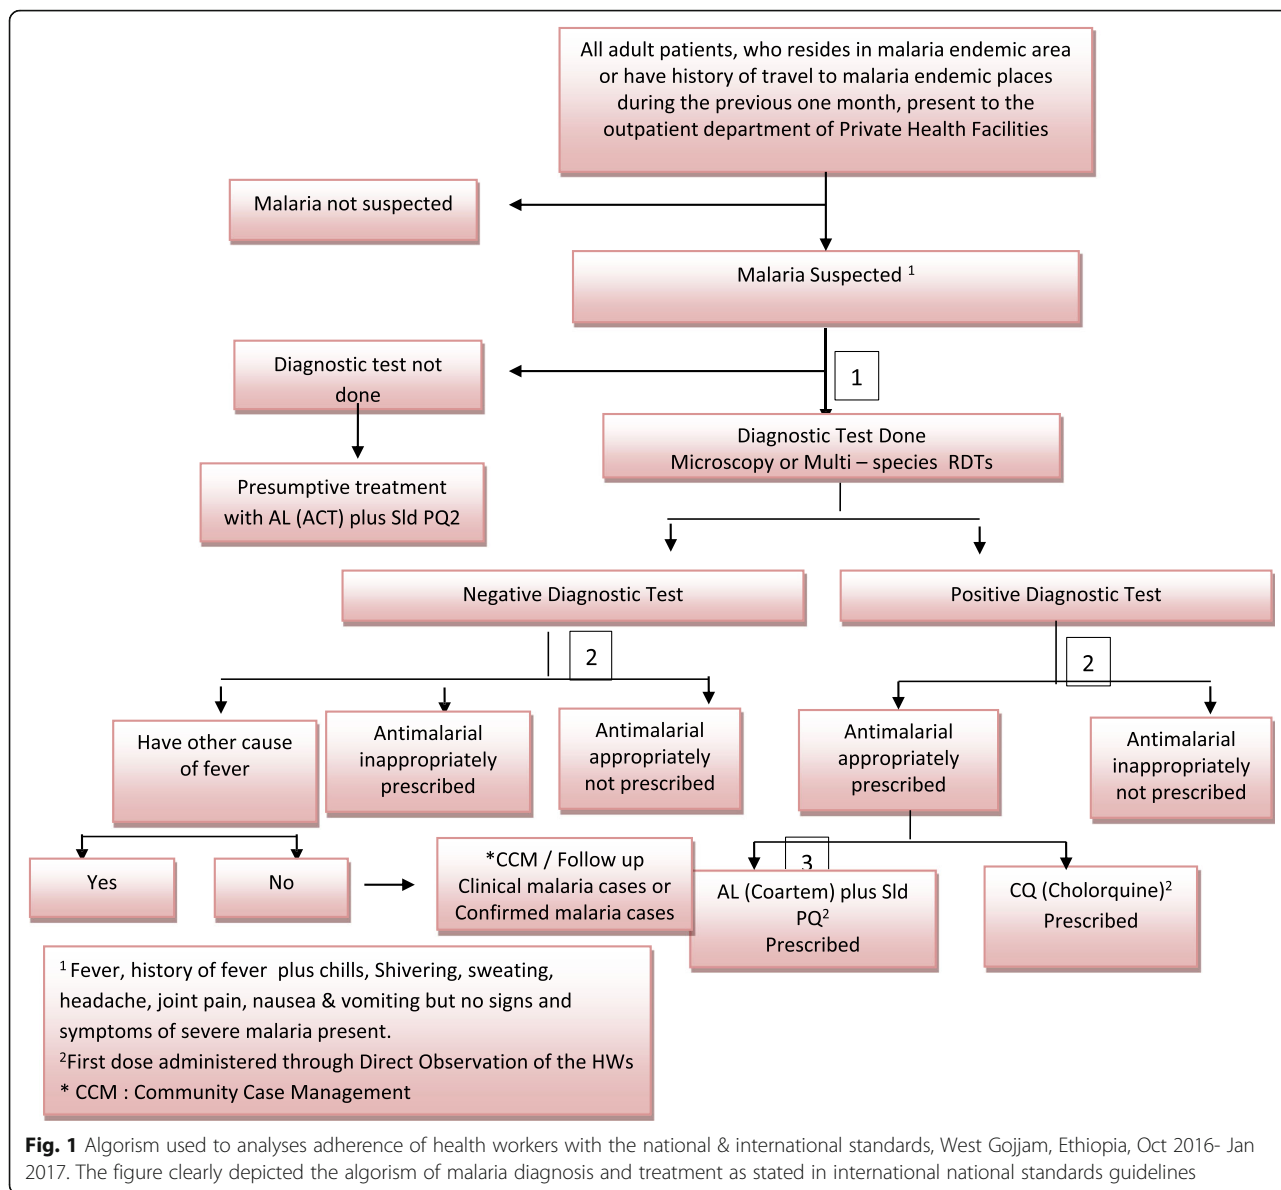 All adult patients, who resides in malaria endemic area
or have history of travel to malaria endemic places
during the previous one month, present to the
outpatient department of Private Health Facilities
Malaria not suspected
Malaria Suspected ¹
Diagnostic test not
done
1
Diagnostic Test Done
Microscopy or Multi – species RDTs
Presumptive treatment
with AL (ACT) plus Sld PQ2
Negative Diagnostic Test
Positive Diagnostic Test
2
2
Have other cause
of fever
Antimalarial
inappropriately
prescribed
Antimalarial
appropriately
not prescribed
Antimalarial
appropriately
prescribed
Antimalarial
inappropriately
not prescribed
Yes
No
*CCM / Follow up
Clinical malaria cases or
Confirmed malaria cases
3
AL (Coartem) plus Sld
PQ²
Prescribed
CQ (Cholorquine)²
Prescribed
¹ Fever, history of fever plus chills, Shivering, sweating,
headache, joint pain, nausea & vomiting but no signs and
symptoms of severe malaria present.
²First dose administered through Direct Observation of the HWs
* CCM : Community Case Management
Fig. 1 Algorism used to analyses adherence of health workers with the national & international standards, West Gojjam, Ethiopia, Oct 2016- Jan
2017. The figure clearly depicted the algorism of malaria diagnosis and treatment as stated in international national standards guidelines